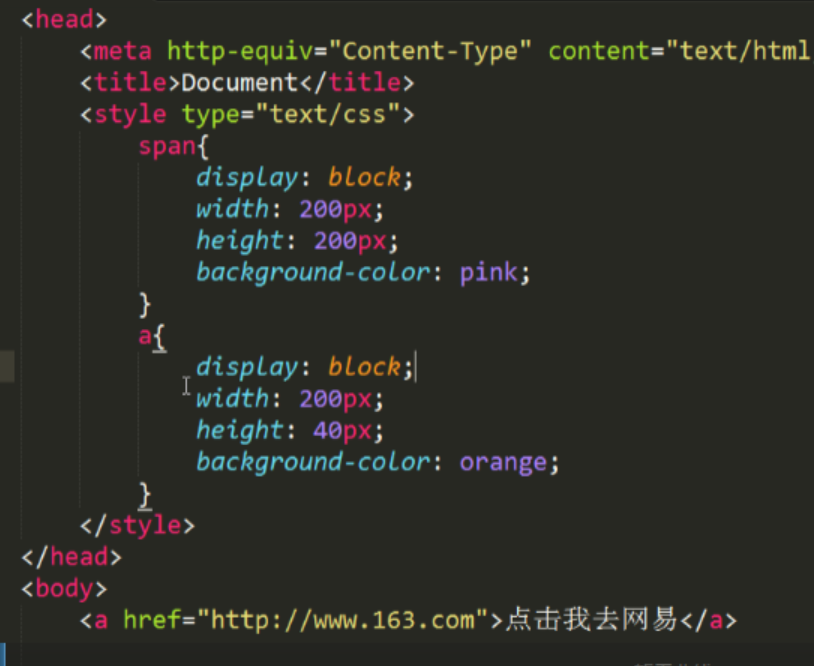 <head>
<meta http-equiv="Content-Type" content="text/html
<title>Document</title>
<style type="text/css">
span{
display: block;
width: 200px;
height: 200px;
background-color: pink;
}
a{
display: block;
width: 200px;
height: 40px;
background-color: orange;
}
</style>
</head>
<body>
<a href="http://www.163.com">点击我去网易</a>